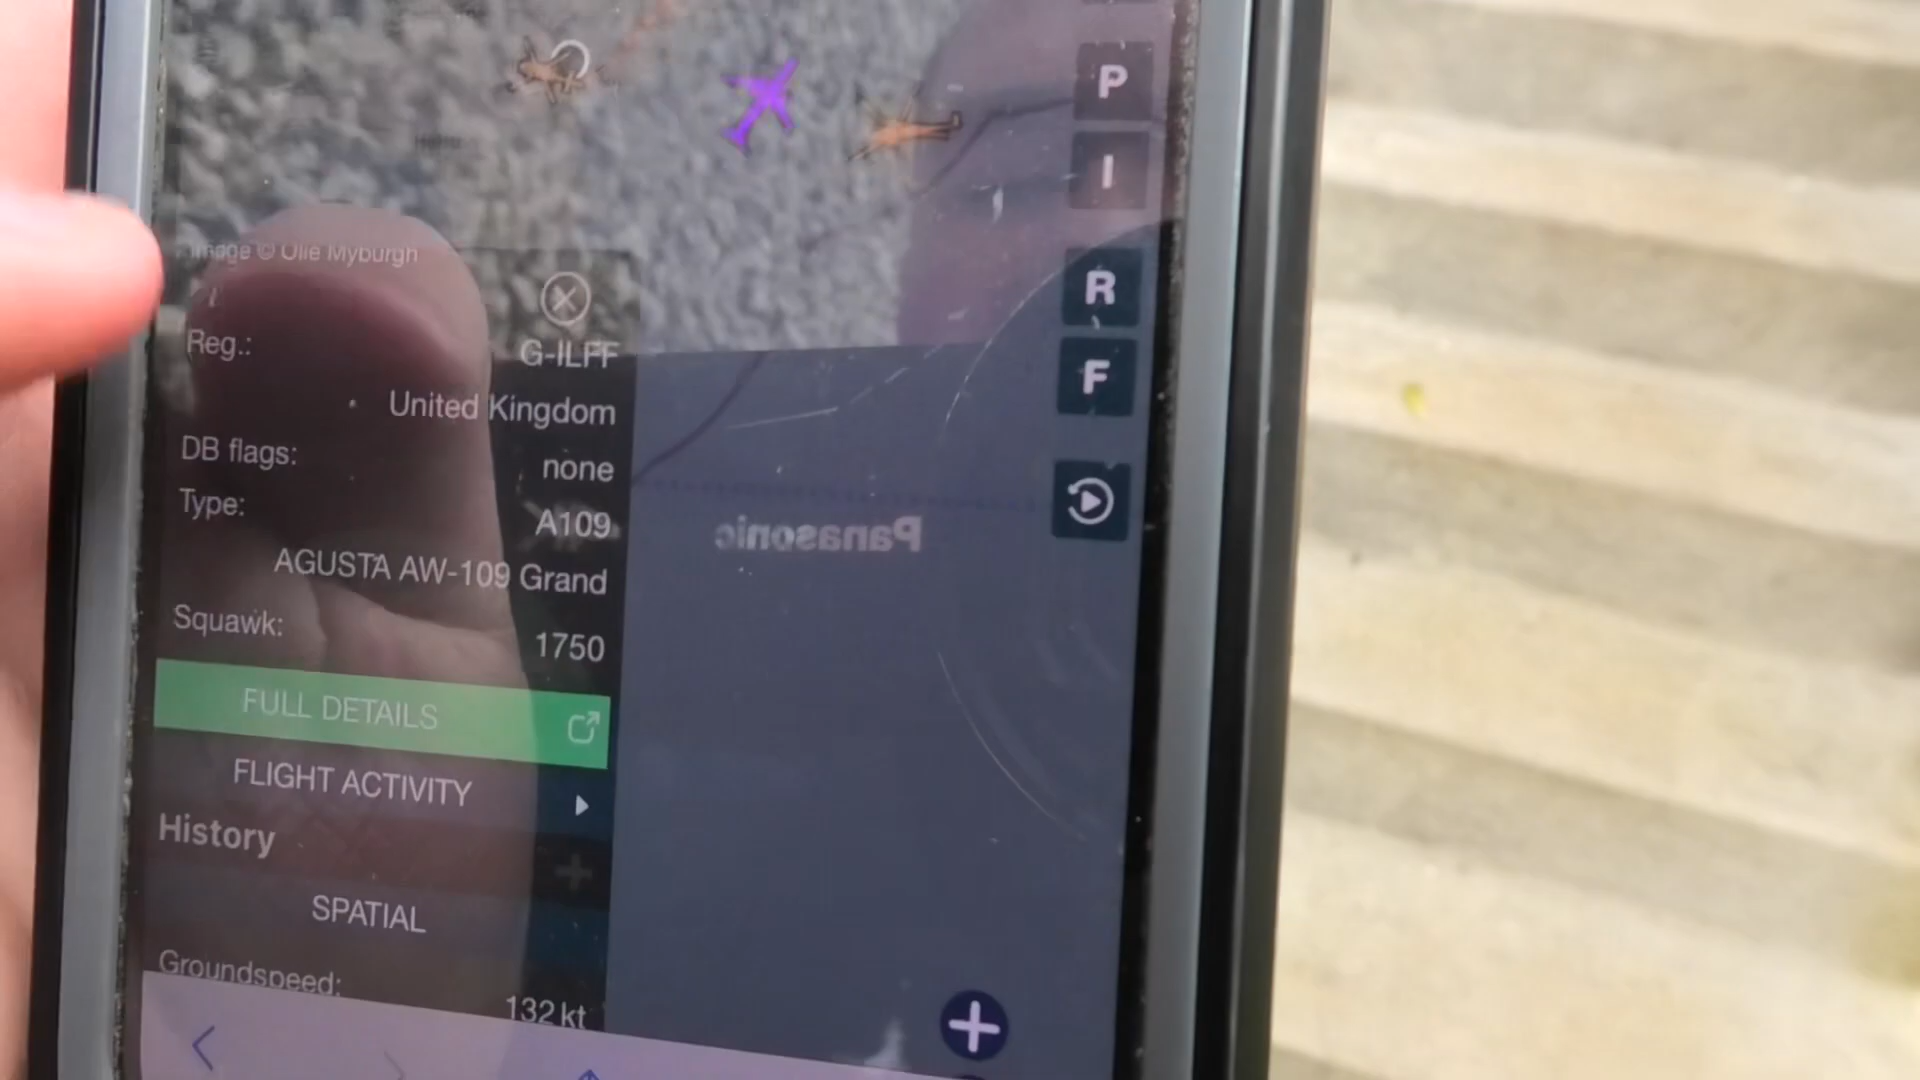 P
I
Image © Olie Myburgh
R
Reg.:
G-ILFF
F
United Kingdom
DB flags:
none
Type:
A109
Panasonic
AGUSTA AW-109 Grand
Squawk:
1750
FULL DETAILS
FLIGHT ACTIVITY
History
SPATIAL
Groundspeed:
132 kt